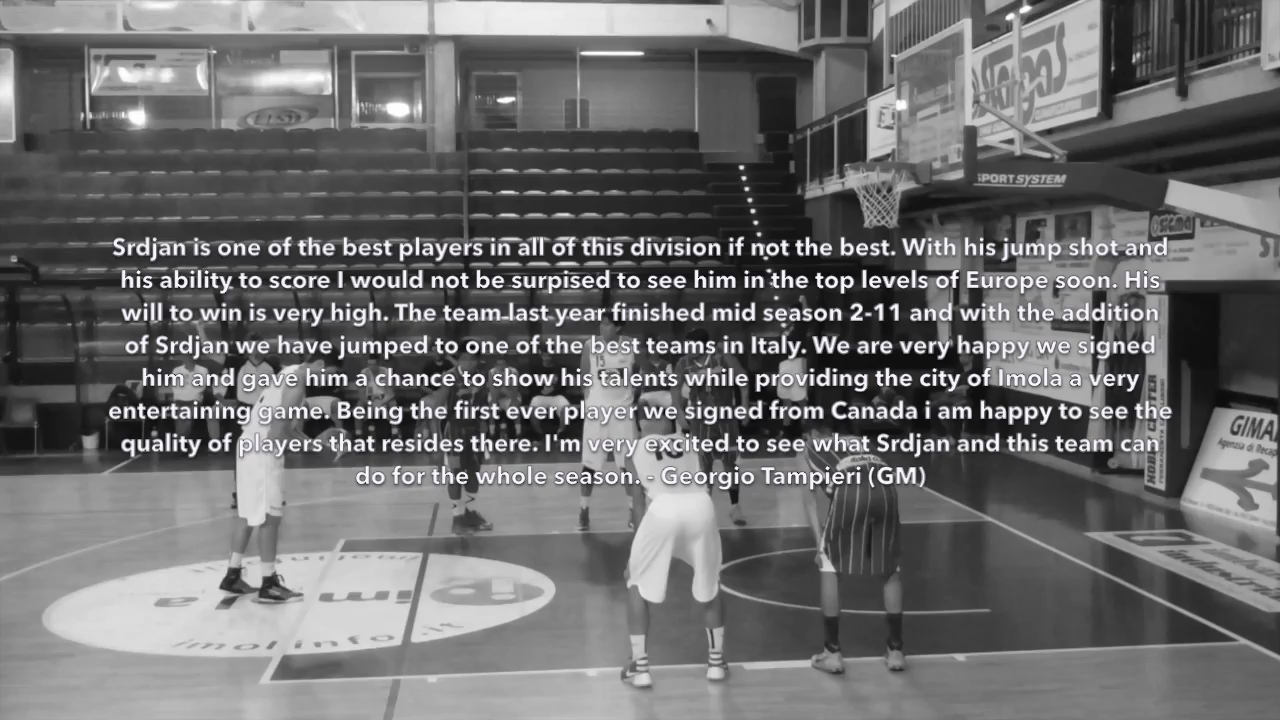 LISM
SPORTSYSTEM
SIGMA
Srdjan is one of the best players in all of this division if not the best. With his jump shot and
his ability to score I would not be surpised to see him in the top levels of Europe soon. His
will to win is very high. The team last year finished mid season 2-11 and with the addition
of Srdjan we have jumped to one of the best teams in Italy. We are very happy we signed
him and gave him a chance to show his talents while providing the city of Imola a very
entertaining game. Being the first ever player we signed from Canada i am happy to see the
quality of players that resides there. I'm very excited to see what Srdjan and this team can
do for the whole season. - Georgio Tampieri (GM)
CENTER
GIMA
Agenzia di